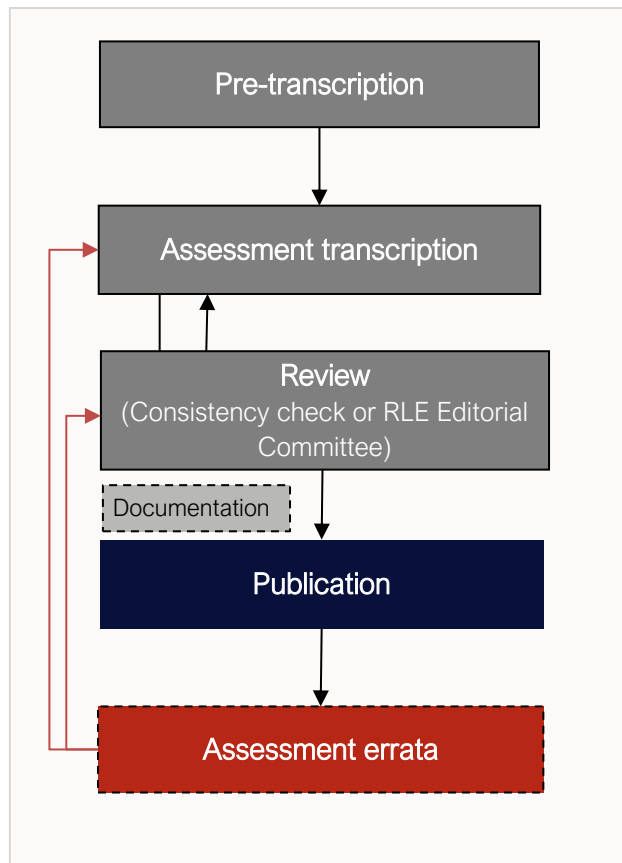 Pre-transcription
Assessment transcription
Review
(Consistency check or RLE Editorial
Committee)
Documentation
Publication
Assessment errata